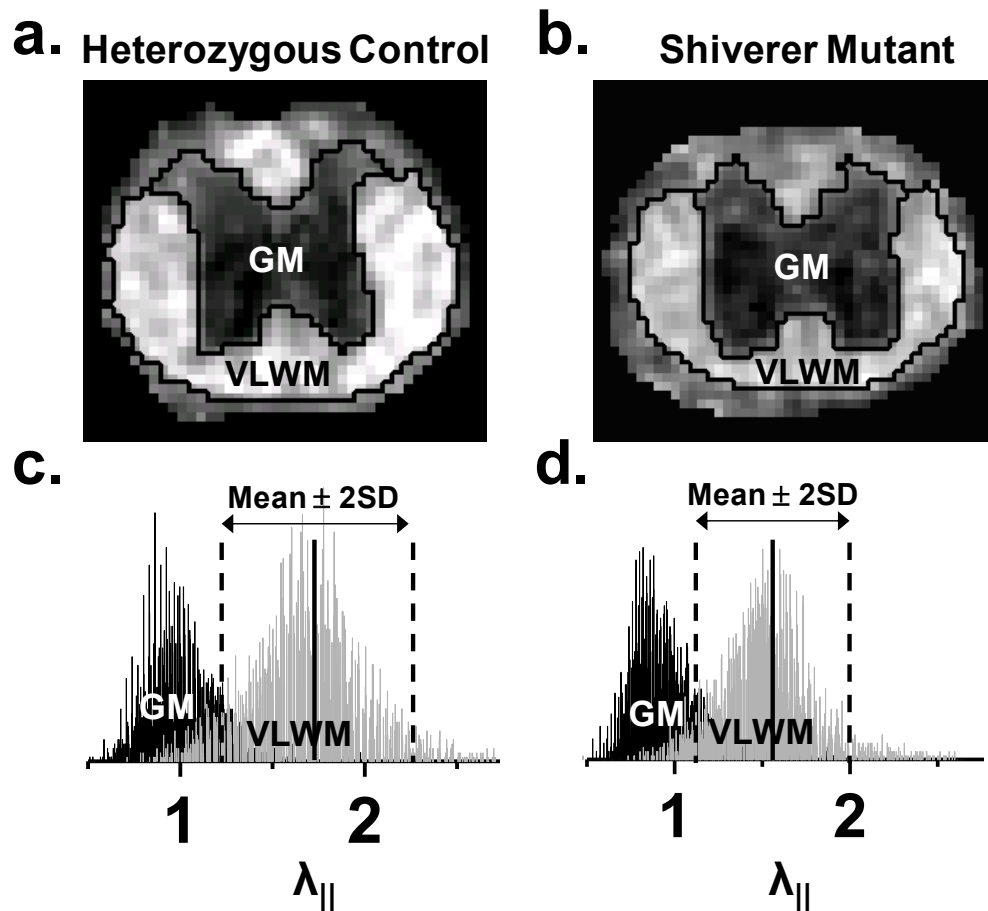 a. Heterozygous Control
b. Shiverer Mutant
GM
VLWM
GM
VLWM
c.
Mean ± 2SD
GM
VLWM
1 2
λ||
d.
Mean ± 2SD
GM
VLWM
1 2
λ||